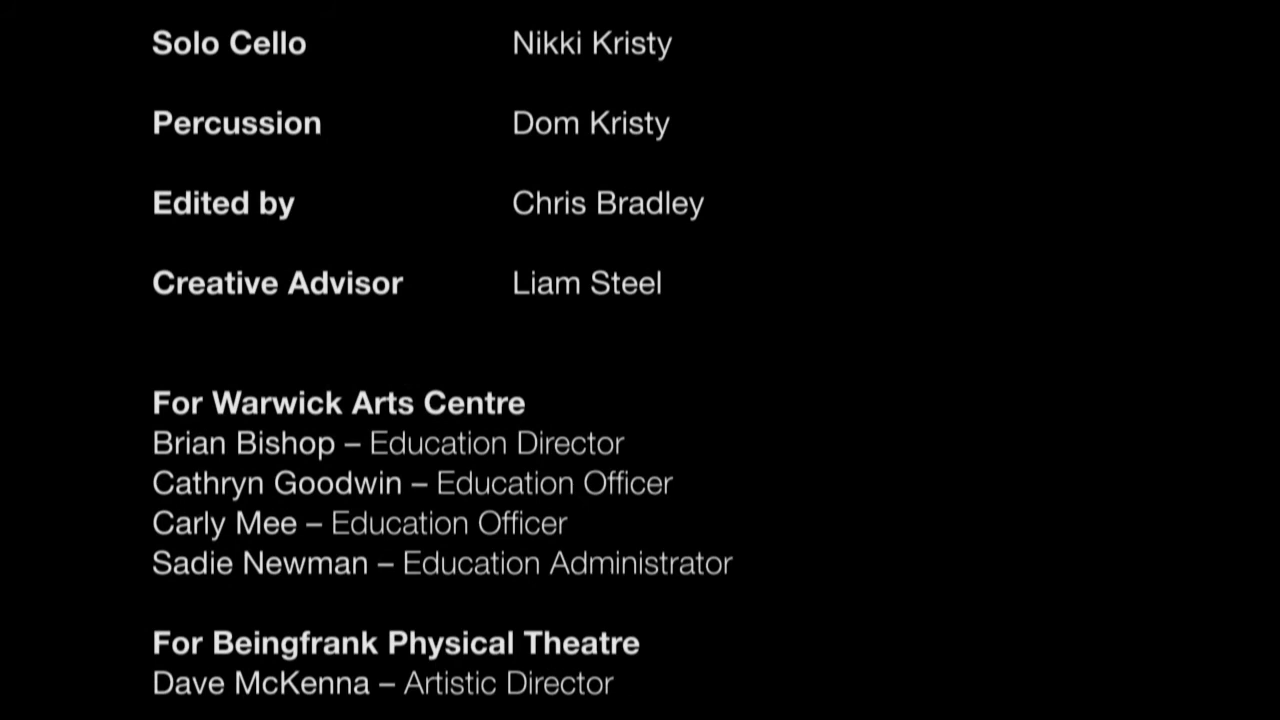 Solo Cello Nikki Kristy
Percussion Dom Kristy
Edited by Chris Bradley
Creative Advisor Liam Steel
For Warwick Arts Centre
Brian Bishop – Education Director
Cathryn Goodwin – Education Officer
Carly Mee – Education Officer
Sadie Newman – Education Administrator
For Beingfrank Physical Theatre
Dave McKenna – Artistic Director